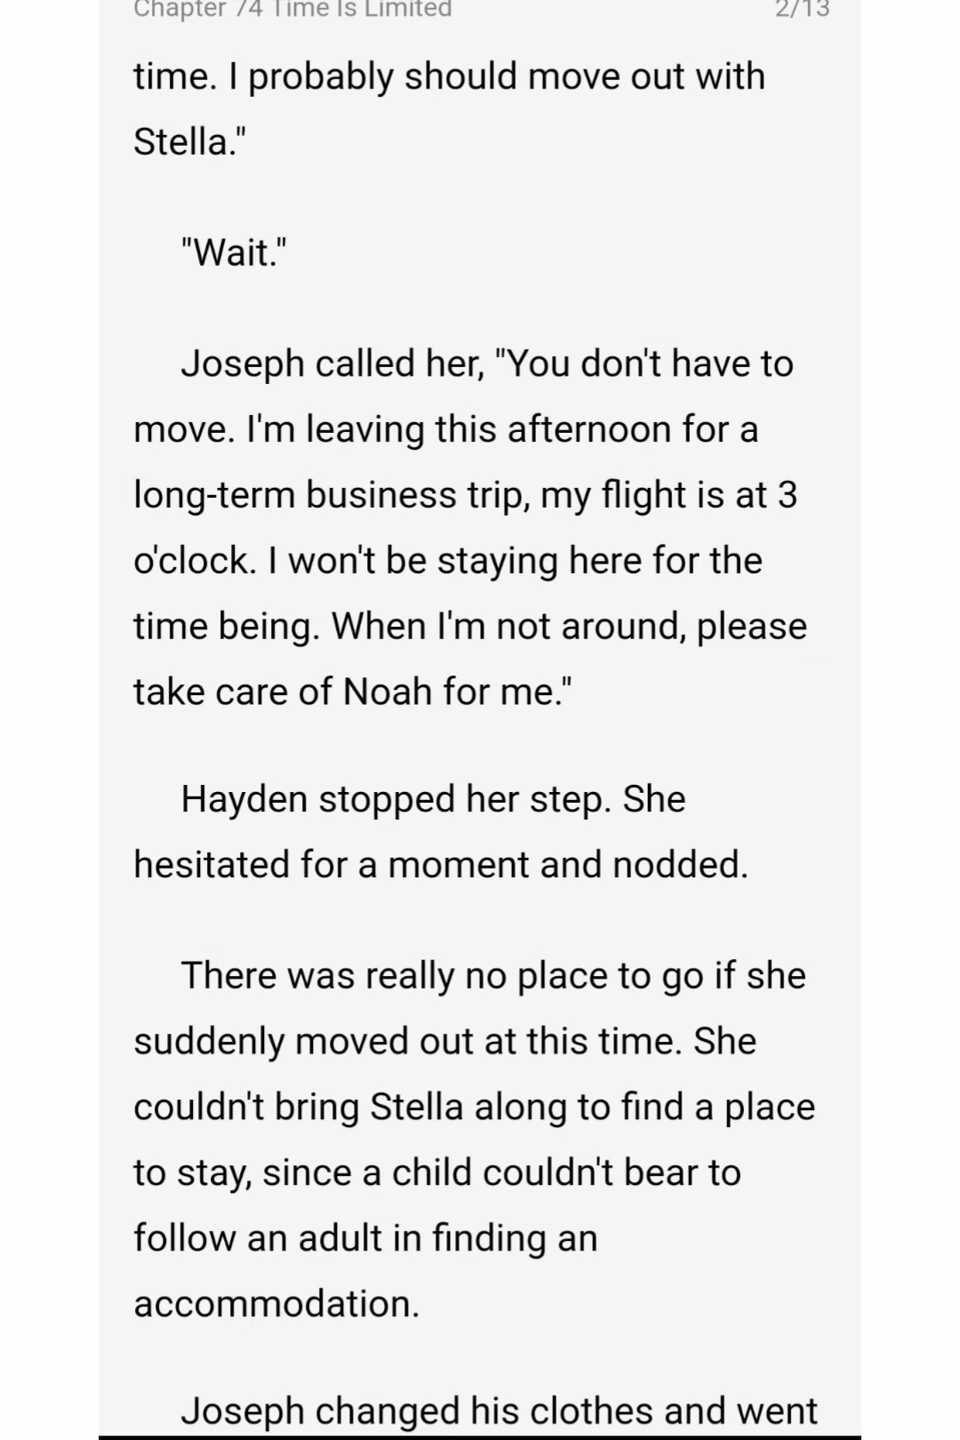 Chapter 74 Time Is Limited 2/13
time. I probably should move out with
Stella."
"Wait."
Joseph called her, "You don't have to
move. I'm leaving this afternoon for a
long-term business trip, my flight is at 3
o'clock. I won't be staying here for the
time being. When I'm not around, please
take care of Noah for me."
Hayden stopped her step. She
hesitated for a moment and nodded.
There was really no place to go if she
suddenly moved out at this time. She
couldn't bring Stella along to find a place
to stay, since a child couldn't bear to
follow an adult in finding an
accommodation.
Joseph changed his clothes and went